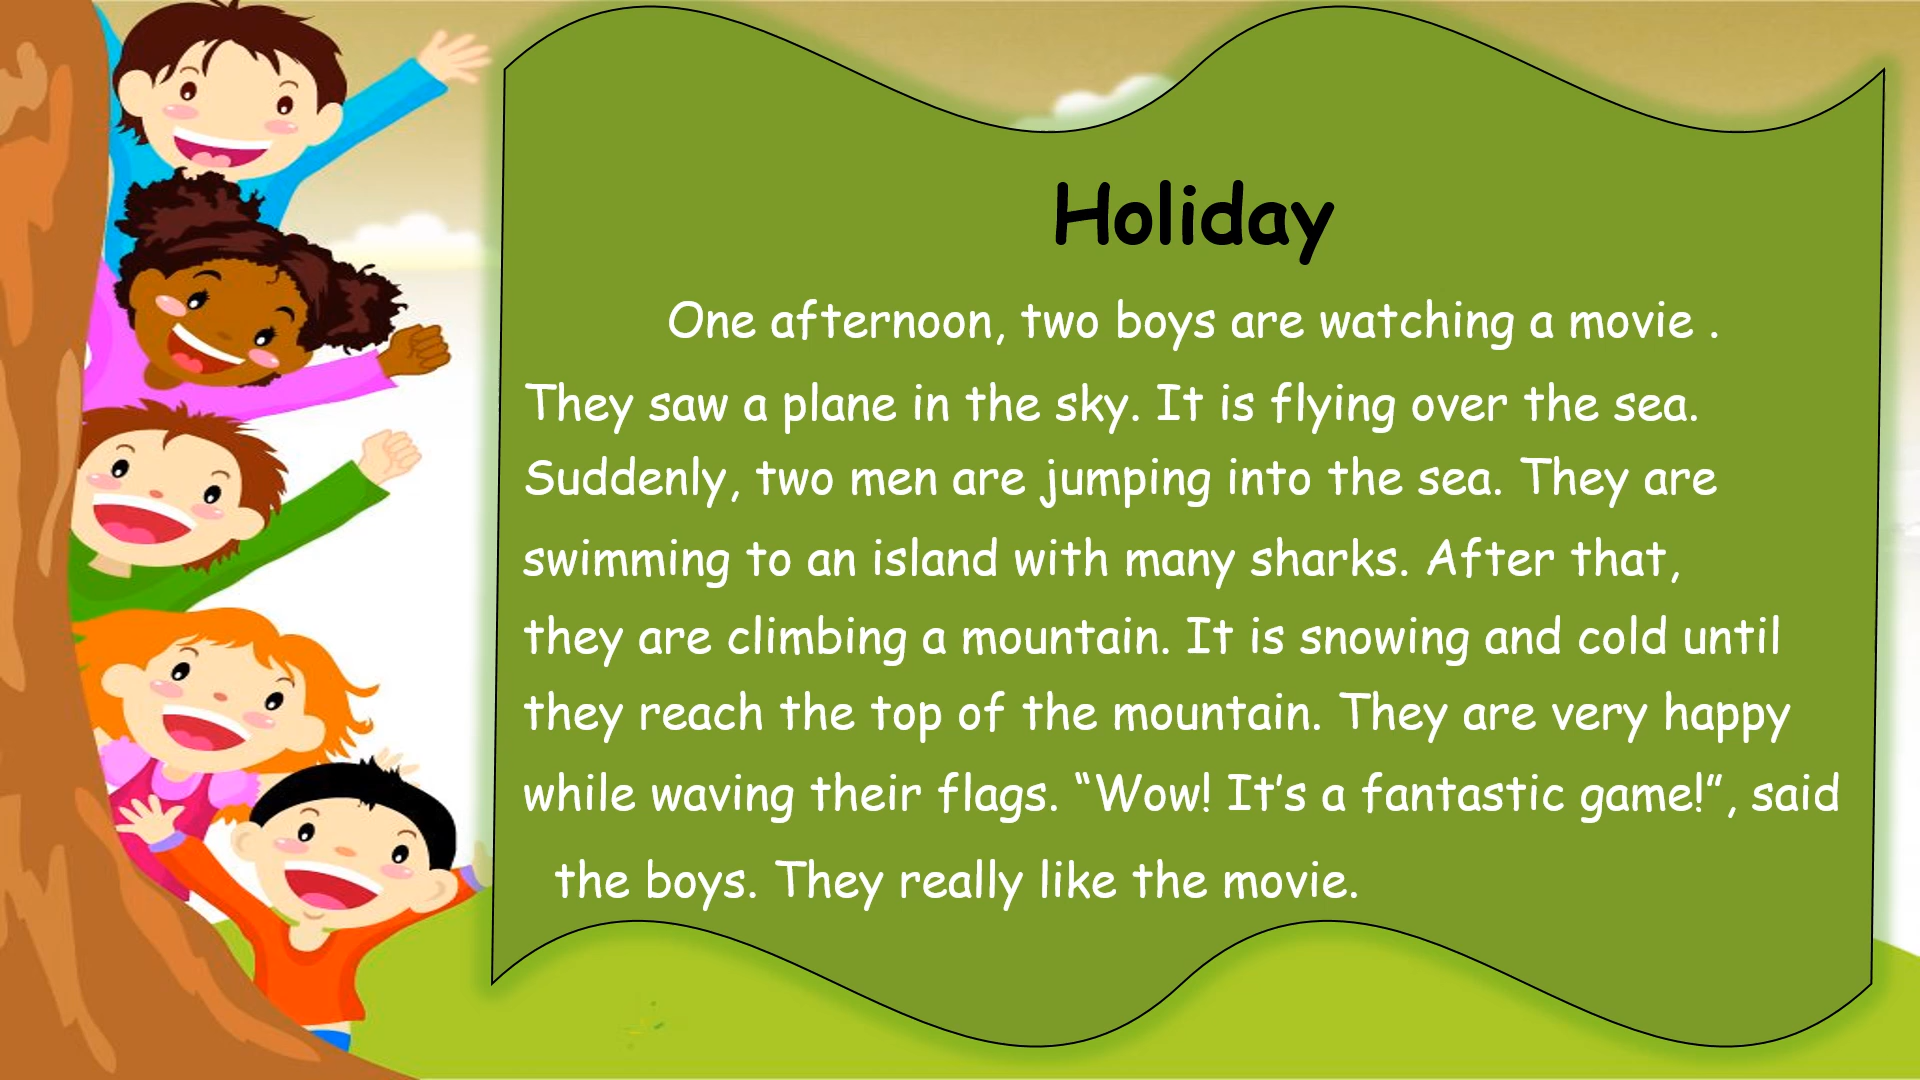 Holiday
One afternoon, two boys are watching a movie .
They saw a plane in the sky. It is flying over the sea.
Suddenly, two men are jumping into the sea. They are
swimming to an island with many sharks. After that,
they are climbing a mountain. It is snowing and cold until
they reach the top of the mountain. They are very happy
while waving their flags. “Wow! It’s a fantastic game!”, said
the boys. They really like the movie.